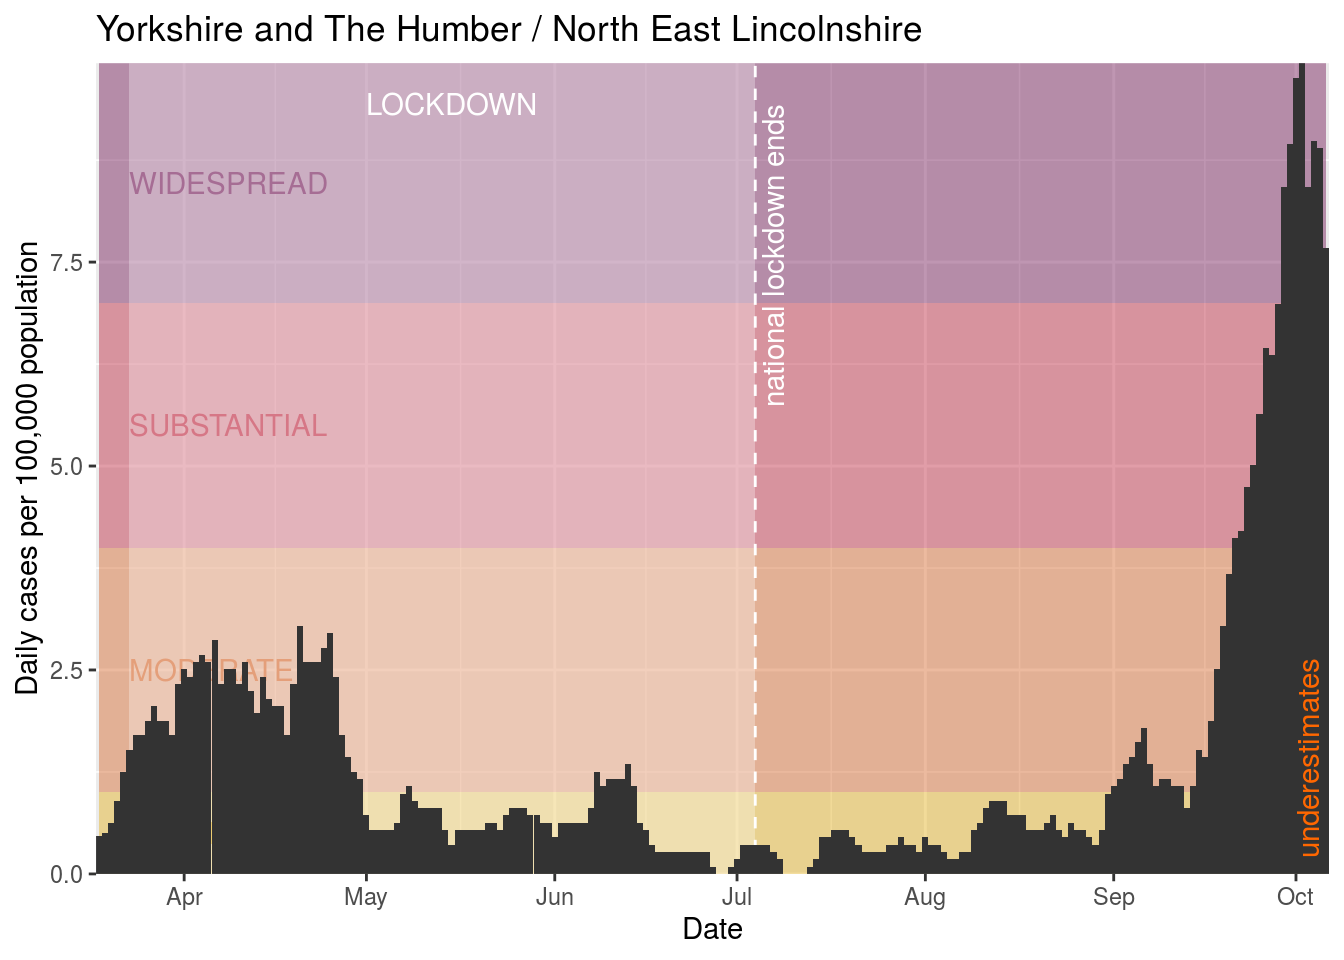 Yorkshire and The Humber / North East Lincolnshire
LOCKDOWN
WIDESPREAD
national lockdown ends
SUBSTANTIAL
MODERATE
underestimates
Daily cases per 100,000 population
7.5
5.0
2.5
0.0
Apr May Jun Jul Aug Sep Oct
Date